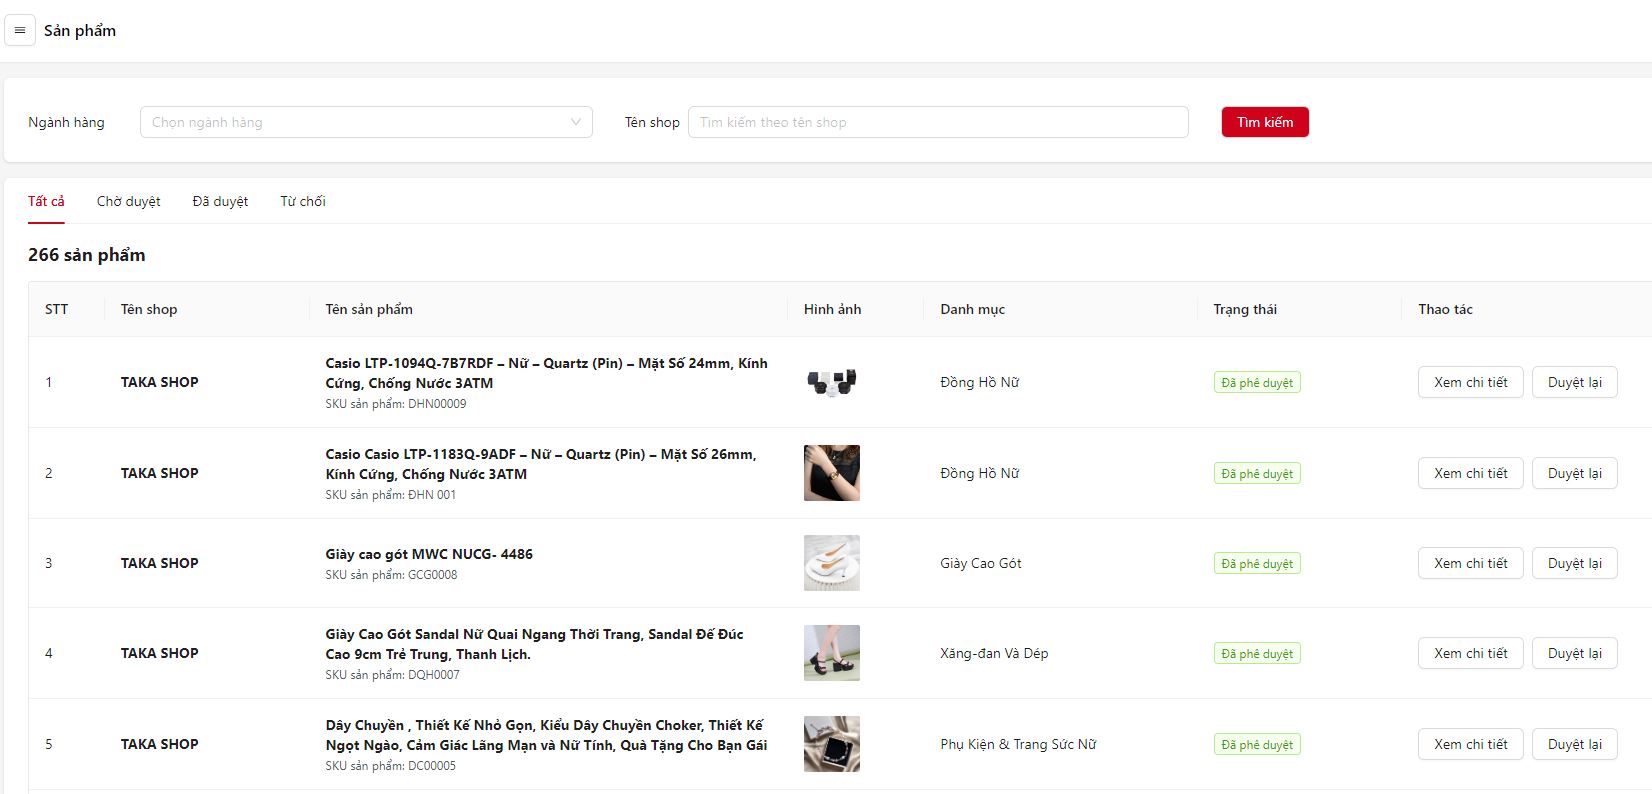 Sản phẩm
Ngành hàng
Chọn ngành hàng
Tên shop
Tìm kiếm theo tên shop
Tìm kiếm
Tất cả
Chờ duyệt
Đã duyệt
Từ chối
266 sản phẩm
STT
Tên shop
Tên sản phẩm
Hình ảnh
Danh mục
Trạng thái
Thao tác
1
TAKA SHOP
Casio LTP-1094Q-7B7RDF – Nữ – Quartz (Pin) – Mặt Số 24mm, Kính
Cứng, Chống Nước 3ATM
SKU sản phẩm: DHN00009
Đồng Hồ Nữ
Đã phê duyệt
Xem chi tiết
Duyệt lại
2
TAKA SHOP
Casio Casio LTP-1183Q-9ADF – Nữ – Quartz (Pin) – Mặt Số 26mm,
Kính Cứng, Chống Nước 3ATM
SKU sản phẩm: ĐHN 001
Đồng Hồ Nữ
Đã phê duyệt
Xem chi tiết
Duyệt lại
3
TAKA SHOP
Giày cao gót MWC NUCG- 4486
SKU sản phẩm: GCG0008
Giày Cao Gót
Đã phê duyệt
Xem chi tiết
Duyệt lại
4
TAKA SHOP
Giày Cao Gót Sandal Nữ Quai Ngang Thời Trang, Sandal Đế Đúc
Cao 9cm Trẻ Trung, Thanh Lịch.
SKU sản phẩm: DQH0007
Xăng-đan Và Dép
Đã phê duyệt
Xem chi tiết
Duyệt lại
5
TAKA SHOP
Dây Chuyền , Thiết Kế Nhỏ Gọn, Kiểu Dây Chuyền Choker, Thiết Kế
Ngọt Ngào, Cảm Giác Lãng Mạn và Nữ Tính, Quà Tặng Cho Bạn Gái
SKU sản phẩm: DC00005
Phụ Kiện & Trang Sức Nữ
Đã phê duyệt
Xem chi tiết
Duyệt lại